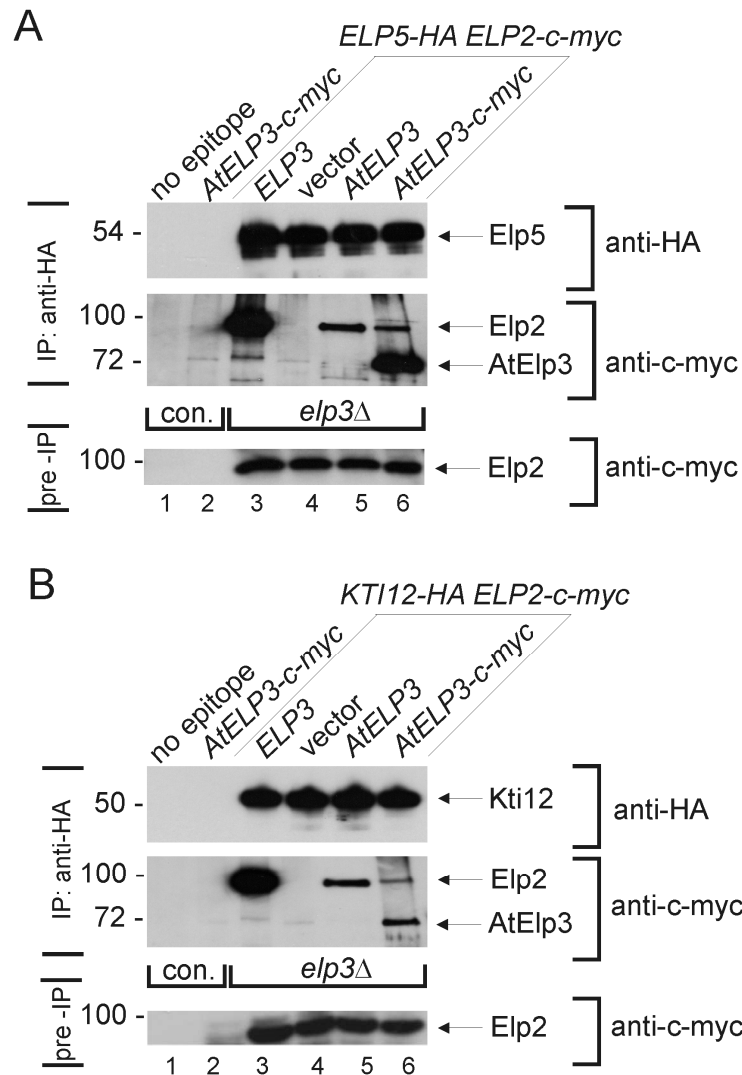 A
ELP5-HA ELP2-c-myc
no epitope
AtELP3-c-myc
ELP3
vector
AtELP3
AtELP3-c-myc
IP: anti-HA
54 -
Elp5
anti-HA
100 -
Elp2
72 -
AtElp3
anti-c-myc
con.
elp3Δ
pre -IP
100 -
Elp2
anti-c-myc
1 2 3 4 5 6
B
KTI12-HA ELP2-c-myc
no epitope
AtELP3-c-myc
ELP3
vector
AtELP3
AtELP3-c-myc
IP: anti-HA
50 -
Kti12
anti-HA
100 -
Elp2
72 -
AtElp3
anti-c-myc
con.
elp3Δ
pre -IP
100 -
Elp2
anti-c-myc
1 2 3 4 5 6